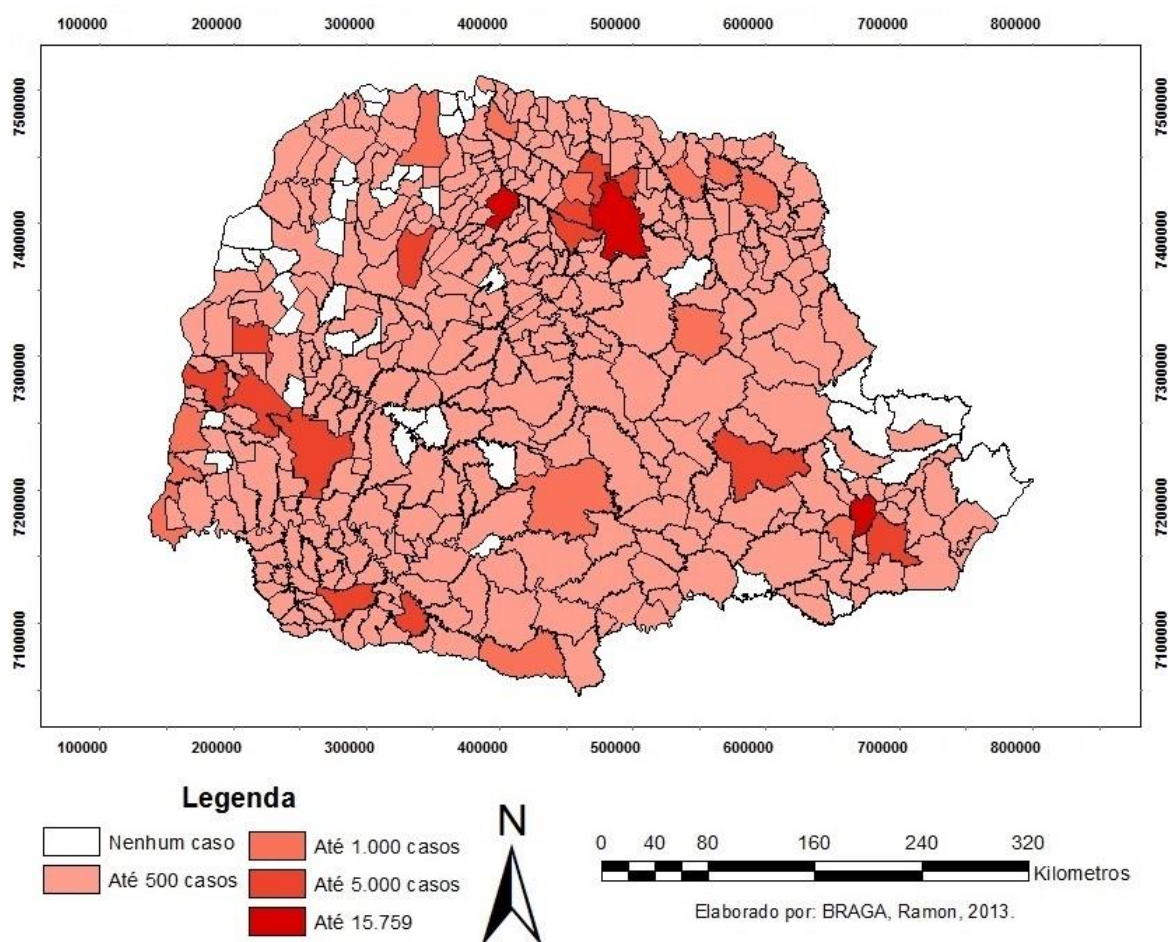 100000 200000 300000 400000 500000 600000 700000 800000
7500000 7500000
7400000 7400000
7300000 7300000
7200000 7200000
7100000 7100000
100000 200000 300000 400000 500000 600000 700000 800000
Legenda
Nenhum caso
Até 500 casos
Até 1.000 casos
Até 5.000 casos
Até 15.759
N
0 40 80 160 240 320
Kilometros
Elaborado por: BRAGA, Ramon, 2013.